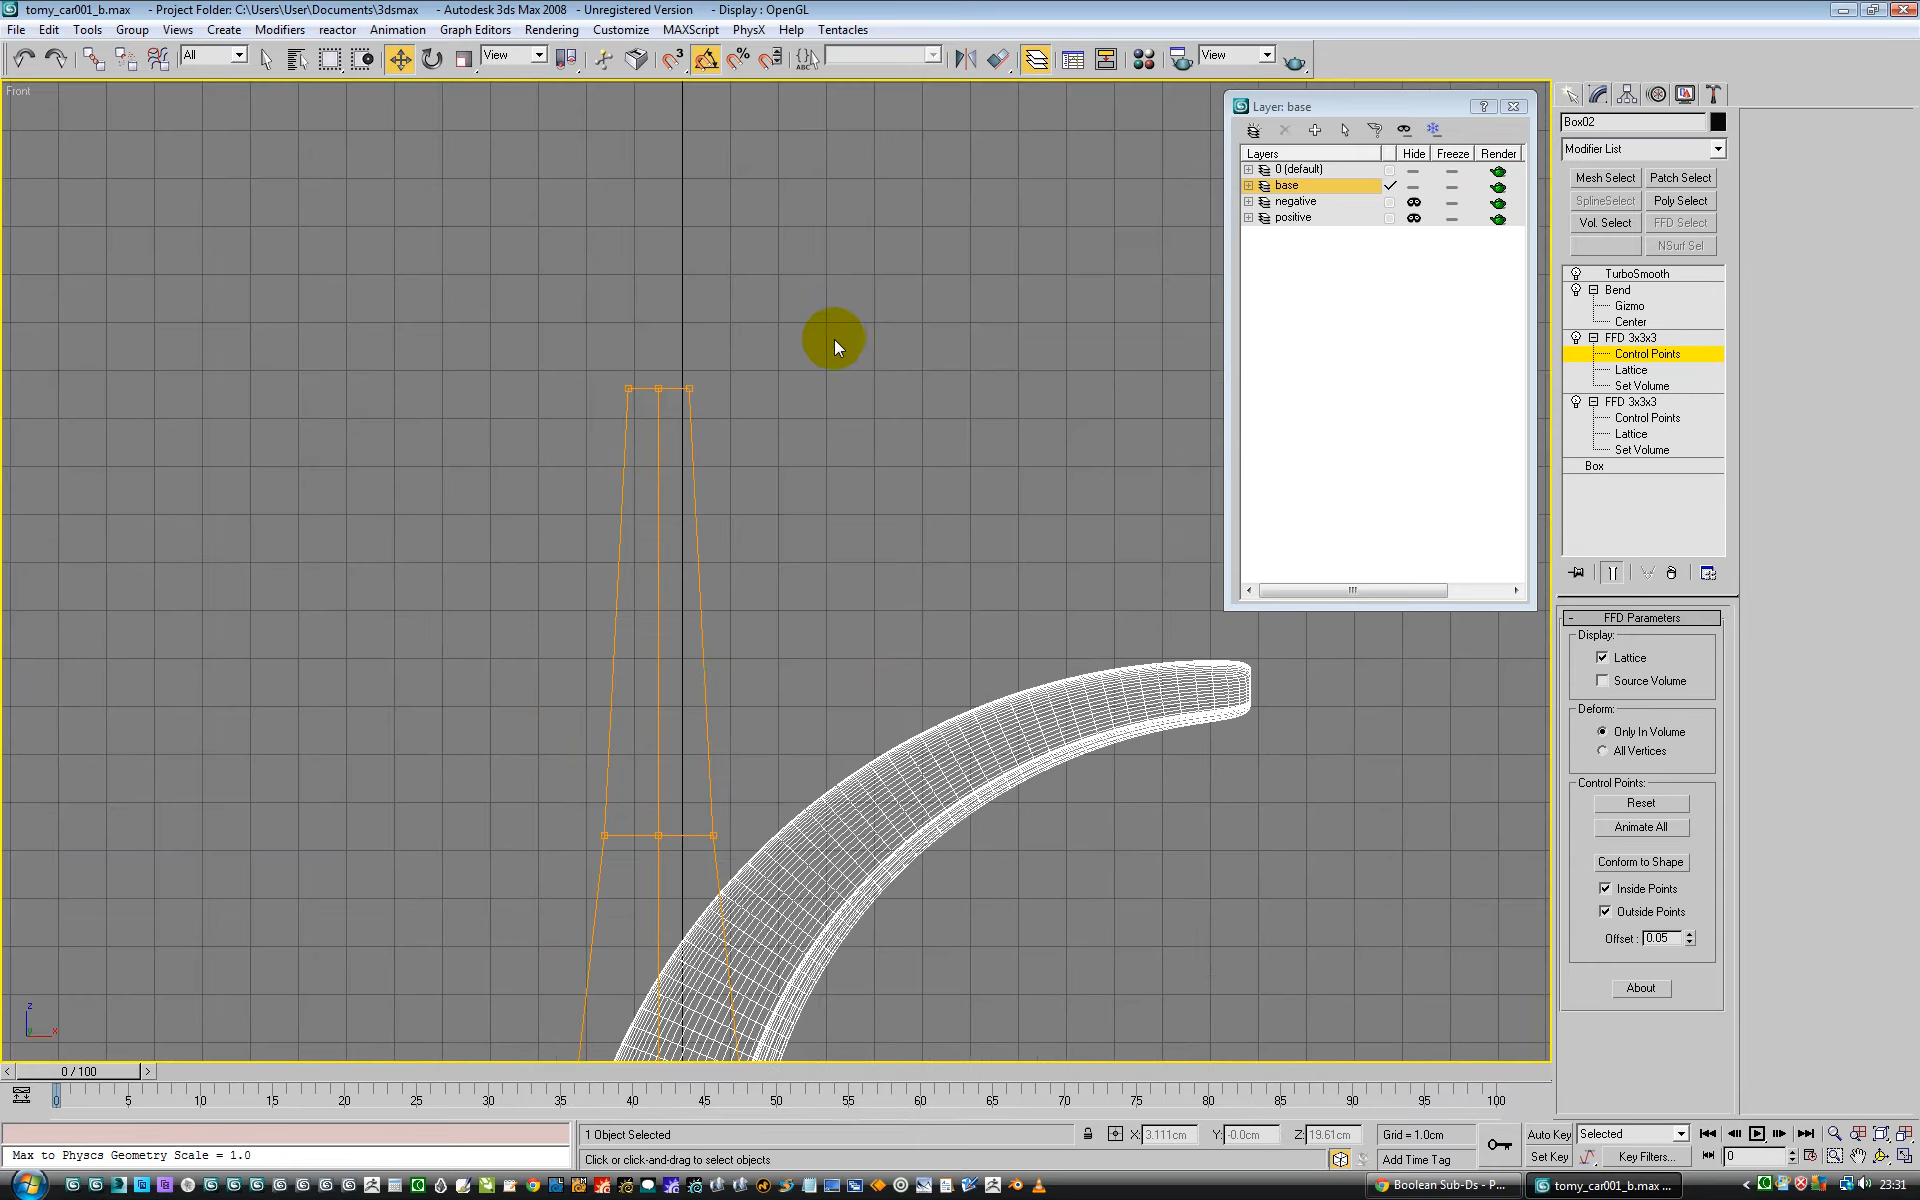 tomy_car001_b.max - Project Folder: C:\Users\User\Documents\3dsmax - Autodesk 3ds Max 2008 - Unregistered Version - Display : OpenGL
File Edit Tools Group Views Create Modifiers reactor Animation Graph Editors Rendering Customize MAXScript PhysX Help Tentacles
All View View
Front
Layer: base
Layers Hide Freeze Render
0 (default)
base
negative
positive
Box02
Modifier List
Mesh Select Patch Select
SplineSelect Poly Select
Vol. Select FFD Select
NSurf Sel
TurboSmooth
Bend
Gizmo
Center
FFD 3x3x3
Control Points
Lattice
Set Volume
FFD 3x3x3
Control Points
Lattice
Set Volume
Box
FFD Parameters
Display:
Lattice
Source Volume
Deform:
Only In Volume
All Vertices
Control Points:
Reset
Animate All
Conform to Shape
Inside Points
Outside Points
Offset : 0.05
About
z
y x
0 / 100
0 5 10 15 20 25 30 35 40 45 50 55 60 65 70 75 80 85 90 95 100
1 Object Selected X: 3.111cm Y: -0.0cm Z: 19.61cm Grid = 1.0cm Auto Key Selected
Max to Physcs Geometry Scale = 1.0 Click or click-and-drag to select objects Add Time Tag Set Key Key Filters... 0
Boolean Sub-Ds - P... tomy_car001_b.max ... 23:31